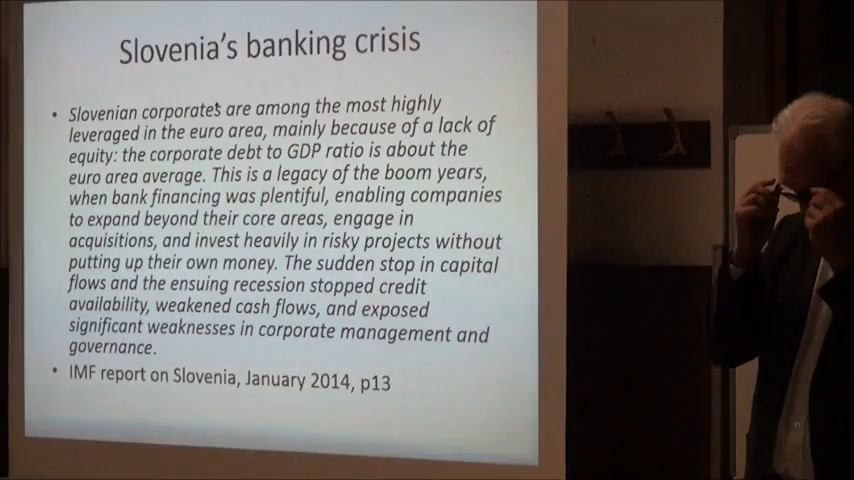 Slovenia's banking crisis
• Slovenian corporates are among the most highly
leveraged in the euro area, mainly because of a lack of
equity: the corporate debt to GDP ratio is about the
euro area average. This is a legacy of the boom years,
when bank financing was plentiful, enabling companies
to expand beyond their core areas, engage in
acquisitions, and invest heavily in risky projects without
putting up their own money. The sudden stop in capital
flows and the ensuing recession stopped credit
availability, weakened cash flows, and exposed
significant weaknesses in corporate management and
governance.
• IMF report on Slovenia, January 2014, p13